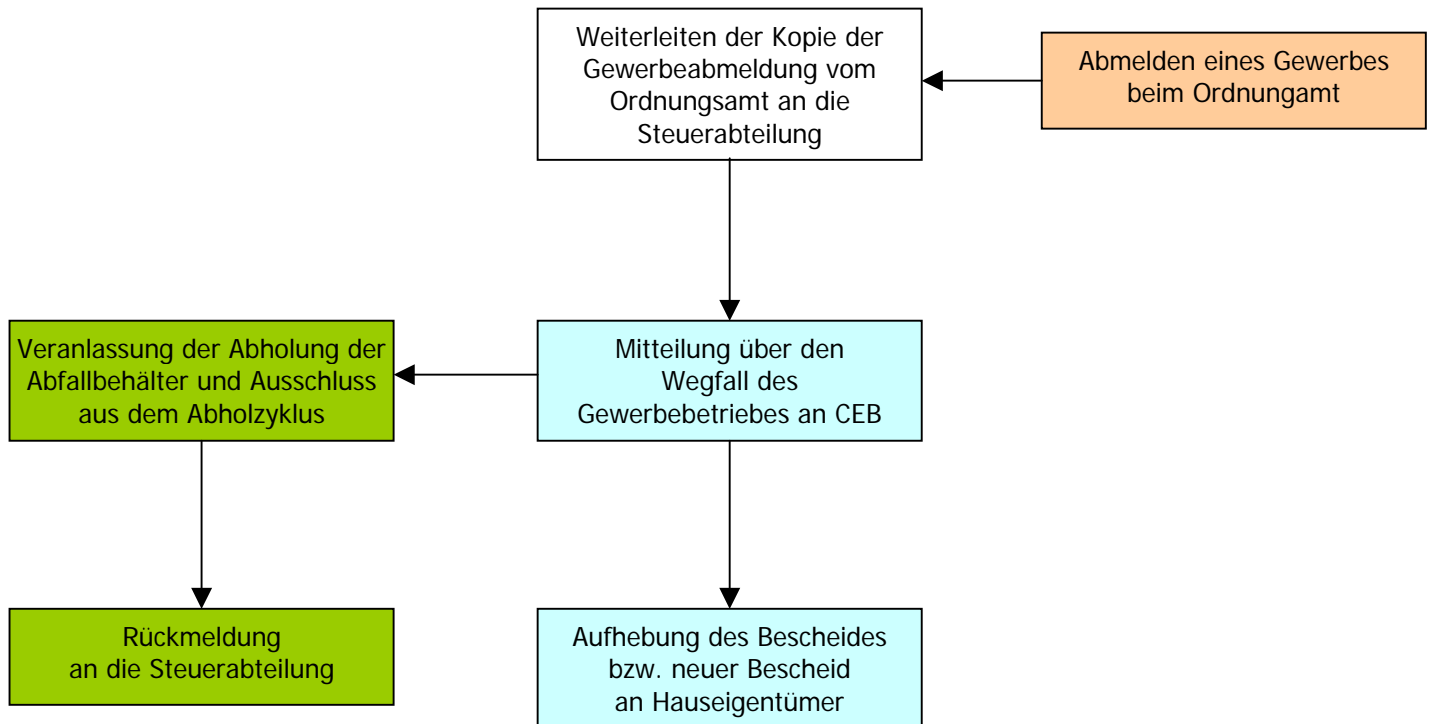 Weiterleiten der Kopie der
Gewerbeabmeldung vom
Ordnungsamt an die
Steuerabteilung
Abmelden eines Gewerbes
beim Ordnungamt
Veranlassung der Abholung der
Abfallbehälter und Ausschluss
aus dem Abholzyklus
Mitteilung über den
Wegfall des
Gewerbebetriebes an CEB
Rückmeldung
an die Steuerabteilung
Aufhebung des Bescheides
bzw. neuer Bescheid
an Hauseigentümer